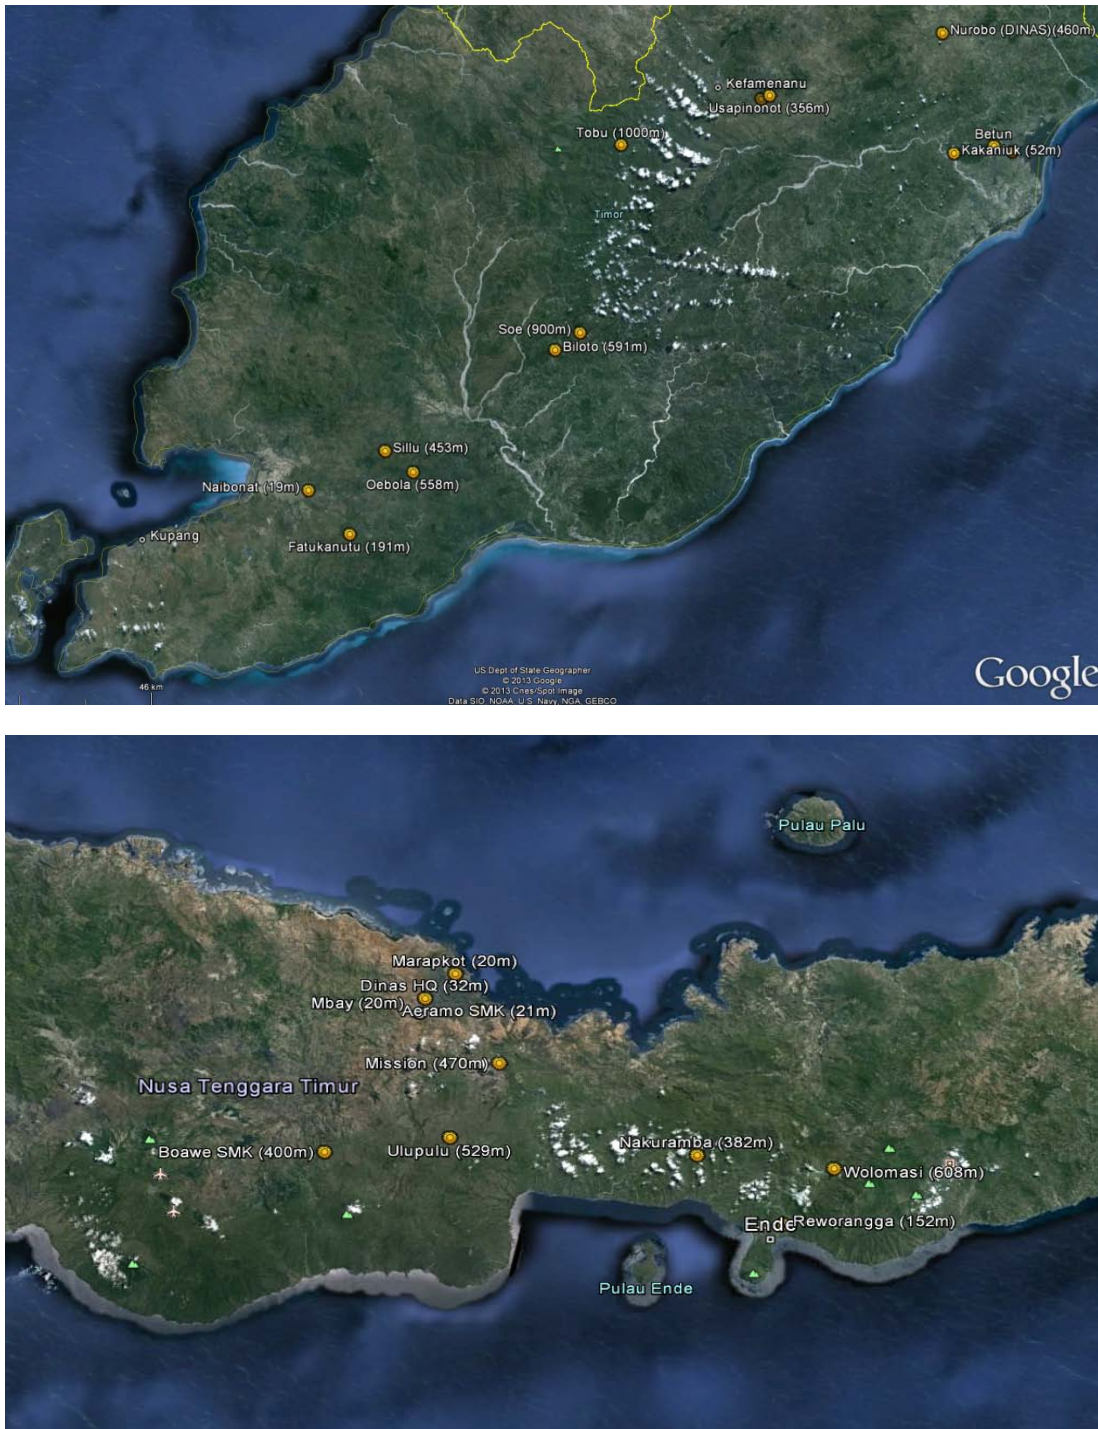 Nurobo (DINAS)(460m)
Kefamenanu
Usapinonot (356m)
Tobu (1000m)
Betun
Kakaniuk (52m)
Timor
Soe (900m)
Biloto (591m)
Sillu (453m)
Oebola (558m)
Naibonat (19m)
Kupang
Fatukanutu (191m)
US Dept of State Geographer
© 2013 Google
© 2013 Cnes/Spot Image
Data SIO, NOAA, U.S. Navy, NGA, GEBCO
Google
46 km
Pulau Palu
Marapkot (20m)
Dinas HQ (32m)
Mbay (20m)
Aeramo SMK (21m)
Mission (470m)
Nusa Tenggara Timur
Boawe SMK (400m)
Ulupulu (529m)
Nakuramba (382m)
Wolomasi (608m)
Ende
Reworangga (152m)
Pulau Ende